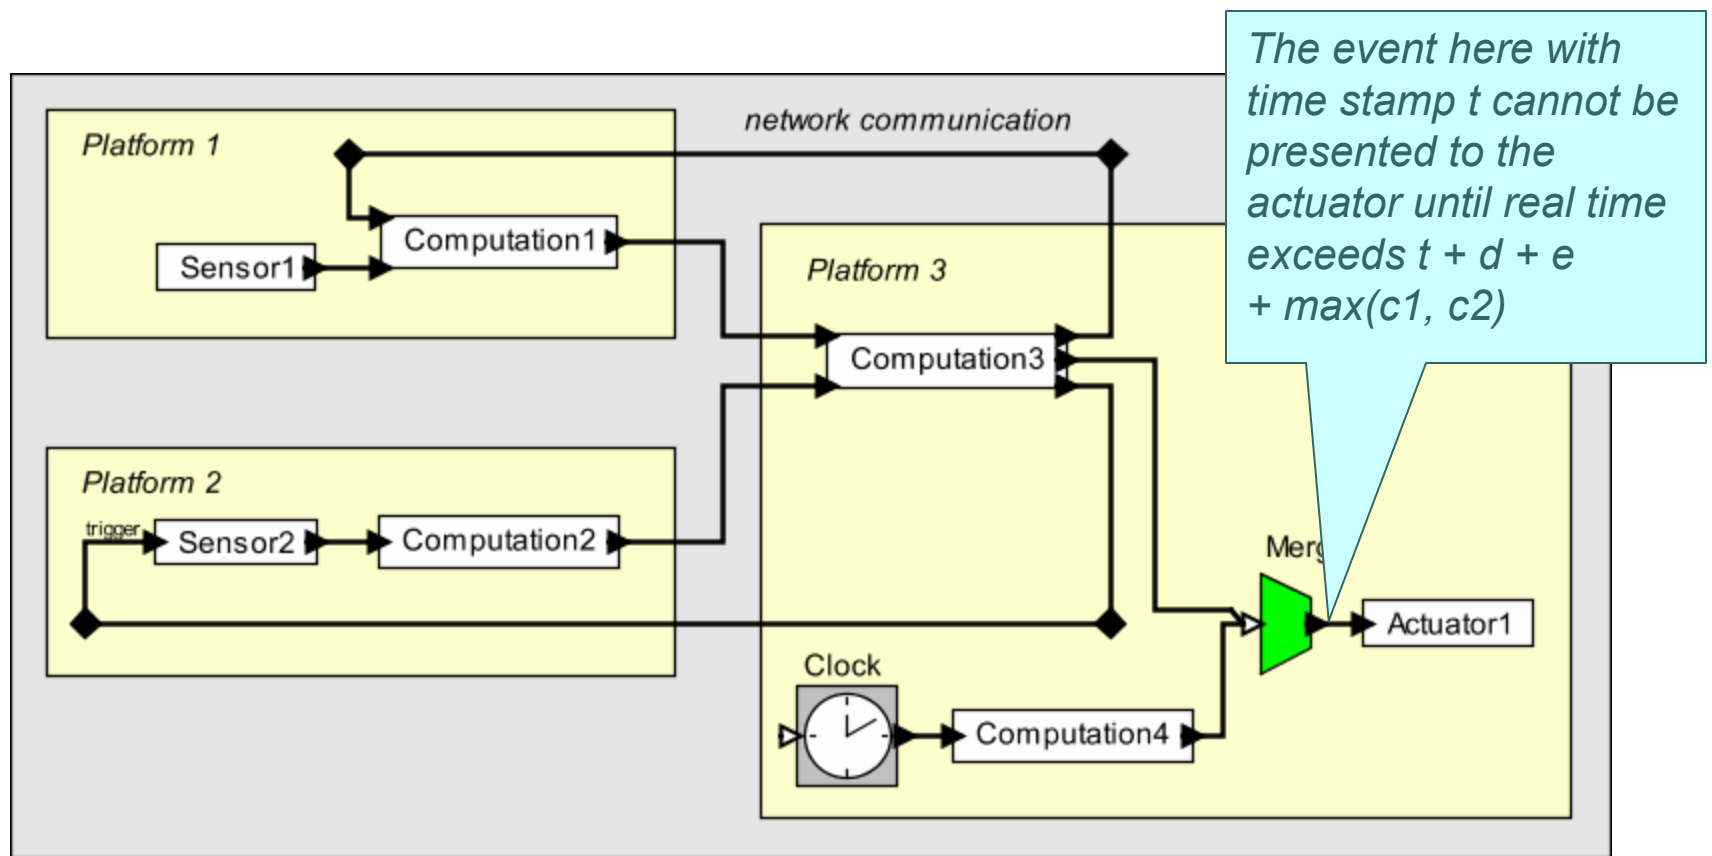 The event here with
time stamp t cannot be
presented to the
actuator until real time
exceeds t + d + e
+ max(c1, c2)
network communication
Platform 1
Computation1
Sensor1
Platform 3
Computation3
Platform 2
trigger
Sensor2
Computation2
Actuator1
Clock
Computation4